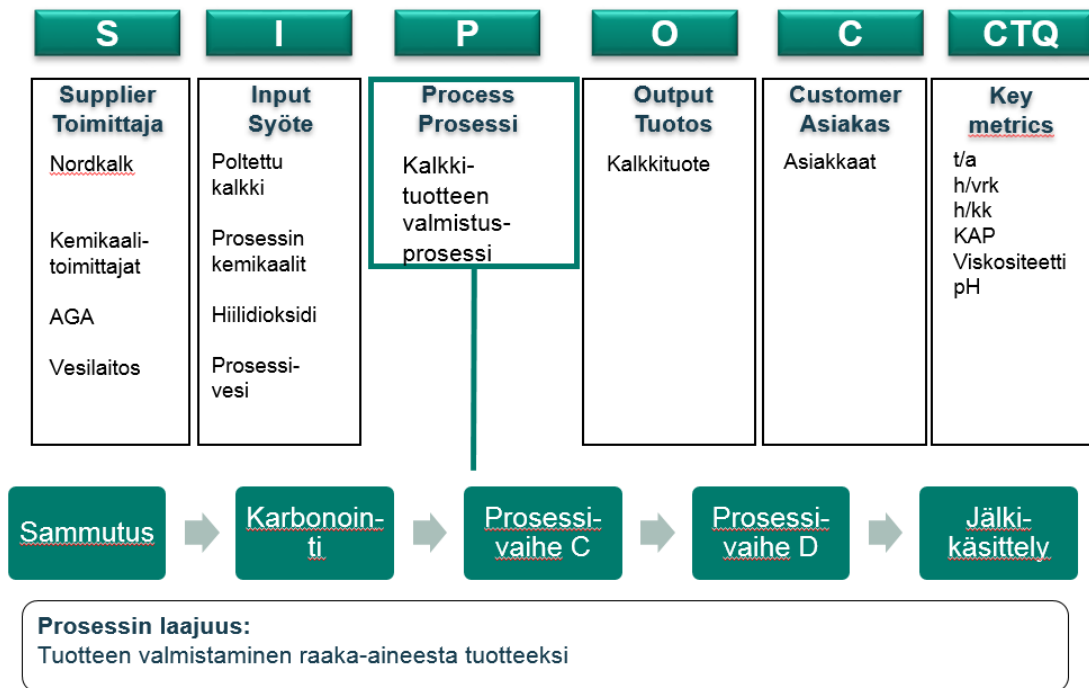 S
I
P
O
C
CTQ
Supplier
Toimittaja
Nordkalk
Kemikaali-
toimittajat
AGA
Vesilaitos
Input
Syöte
Poltettu
kalkki
Prosessin
kemikaalit
Hiilidioksidi
Prosessi-
vesi
Process
Prosessi
Kalkki-
tuotteen
valmistus-
prosessi
Output
Tuotos
Kalkkituote
Customer
Asiakas
Asiakkaat
Key
metrics
t/a
h/vrk
h/kk
KAP
Viskositeetti
pH
Sammutus
Karbonoin-
ti
Prosessi-
vaihe C
Prosessi-
vaihe D
Jälki-
käsittely
Prosessin laajuus:
Tuotteen valmistaminen raaka-aineesta tuotteeksi